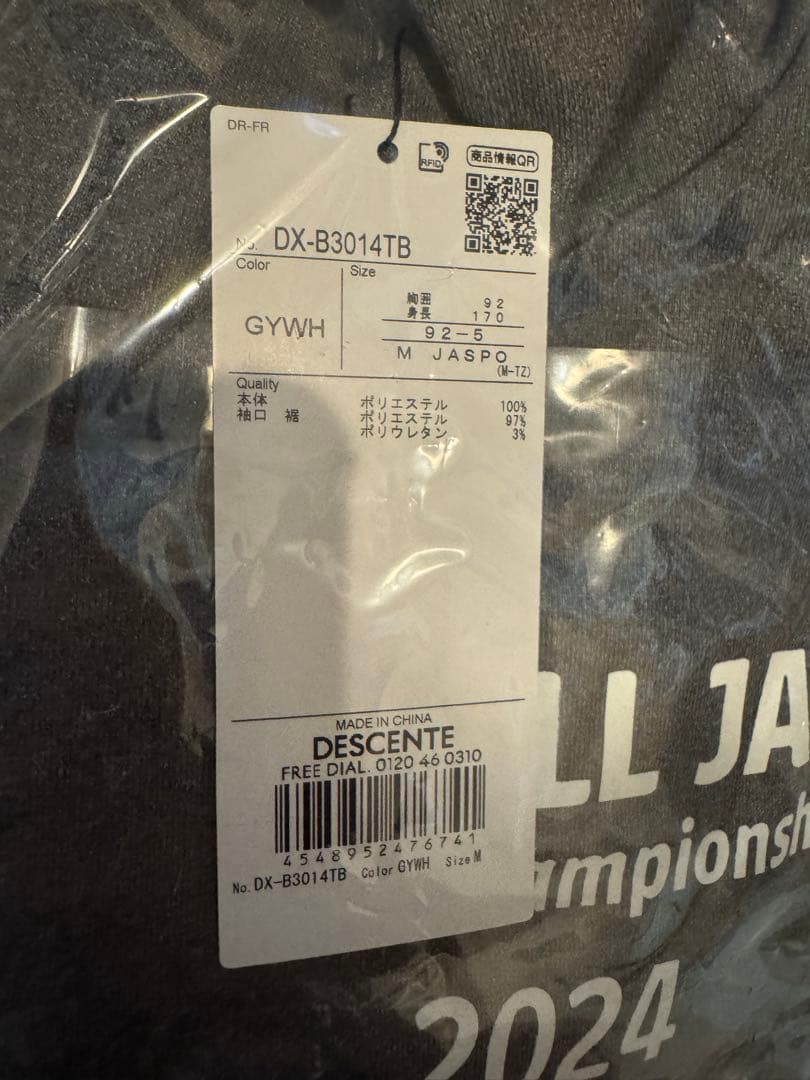 DR-FR
RFID
商品情報QR
No. DX-B3014TB
Color
Size
GYWH
胸囲 92
身長 170
92-5
M JASPO
(M-TZ)
Quality
本体 ポリエステル 100%
袖口 裾 ポリエステル 97%
ポリウレタン 3%
MADE IN CHINA
DESCENTE
FREE DIAL. 0120 46 0310
4548952476741
No. DX-B3014TB Color GYWH Size M
LL JA
ampionsh
2024